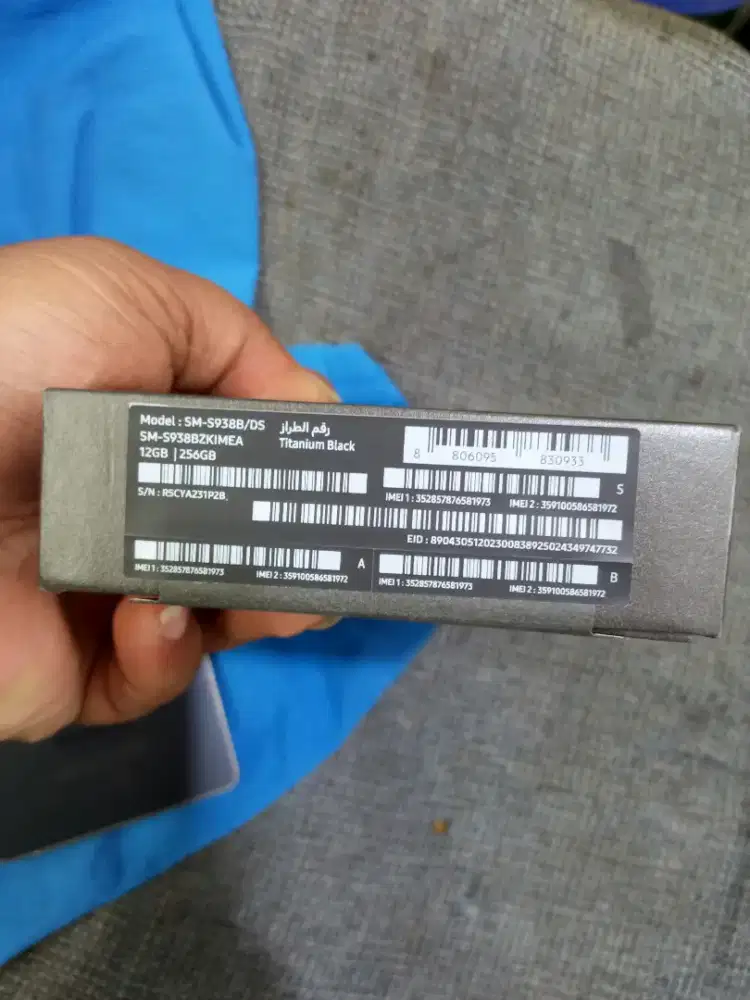 Model : SM-S938B/DS رقم الطراز
SM-S938BZKIMEA Titanium Black
12GB | 256GB
8 806095 830933
S/N : R5CYA231P2B
IMEI 1 : 352857876581973 IMEI 2 : 359100586581972 S
EID : 89043051202300838925024349747732
IMEI 1 : 352857876581973 IMEI 2 : 359100586581972 A
IMEI 1 : 352857876581973 IMEI 2 : 359100586581972 B